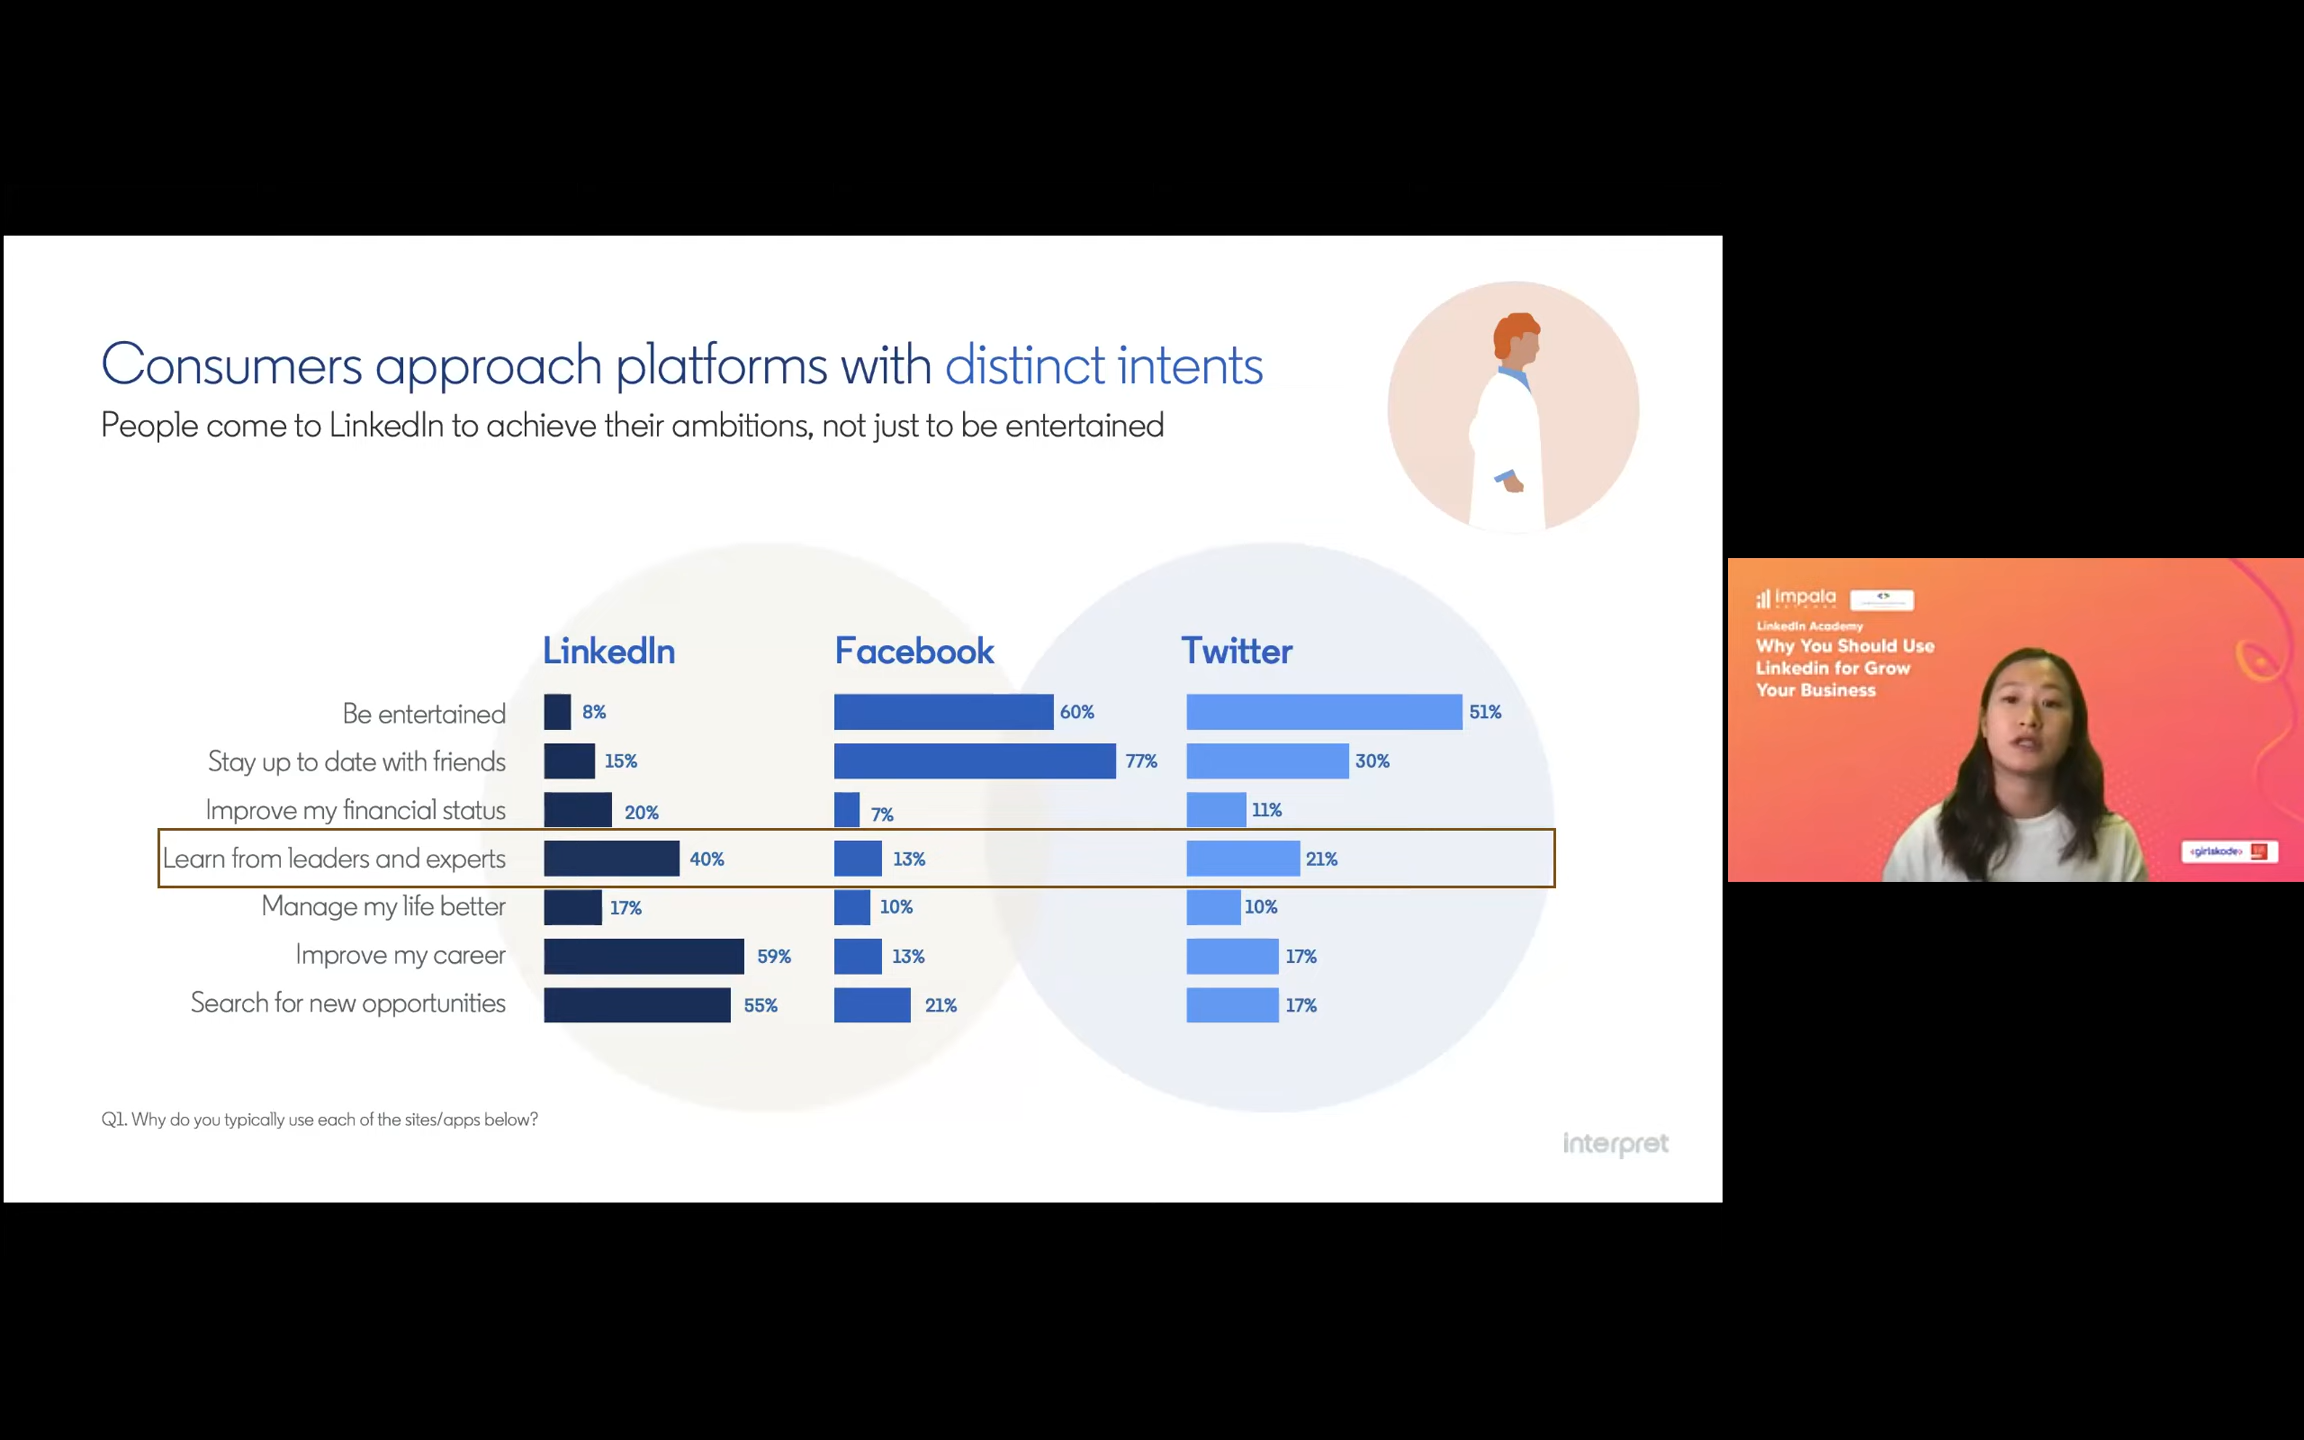 Consumers approach platforms with distinct intents
People come to LinkedIn to achieve their ambitions, not just to be entertained
LinkedIn Facebook Twitter
Be entertained 8% 60% 51%
Stay up to date with friends 15% 77% 30%
Improve my financial status 20% 7% 11%
Learn from leaders and experts 40% 13% 21%
Manage my life better 17% 10% 10%
Improve my career 59% 13% 17%
Search for new opportunities 55% 21% 17%
Q1. Why do you typically use each of the sites/apps below?
interpret
impala
NETWORK
LinkedIn Academy
Why You Should Use
Linkedin for Grow
Your Business
<girlskode>